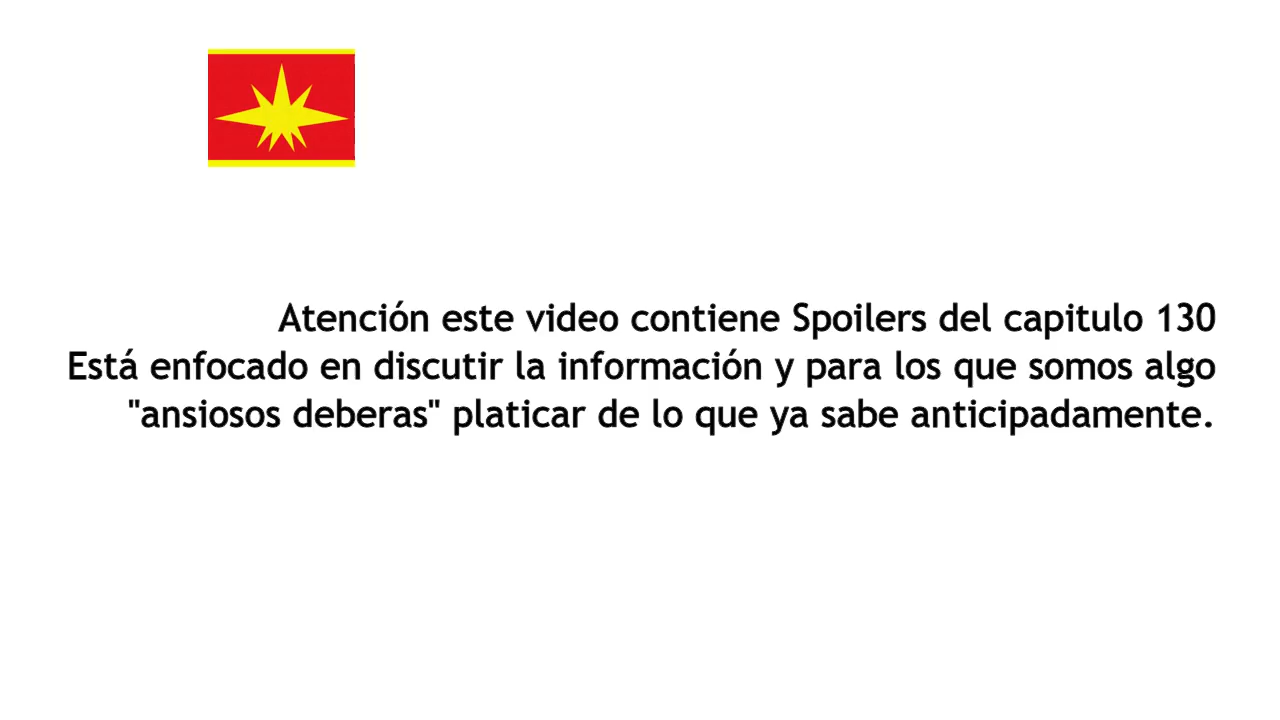 Atención este video contiene Spoilers del capitulo 130
Está enfocado en discutir la información y para los que somos algo
"ansiosos deberas" platicar de lo que ya sabe anticipadamente.